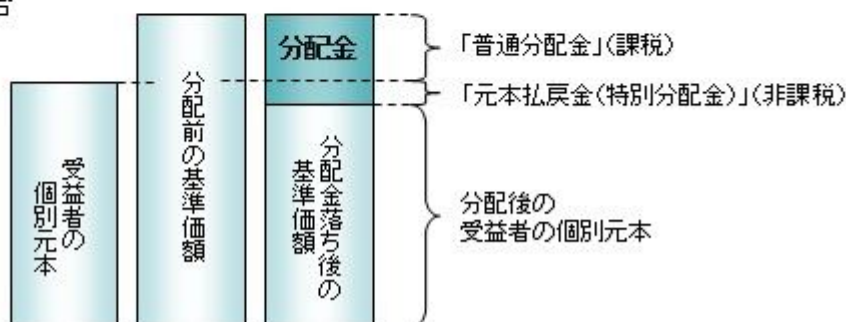 受益者の
個別元本
分配前の基準価額
分配金
分配金落ち後の
基準価額
「普通分配金」(課税)
「元本払戻金(特別分配金)」(非課税)
分配後の
受益者の個別元本